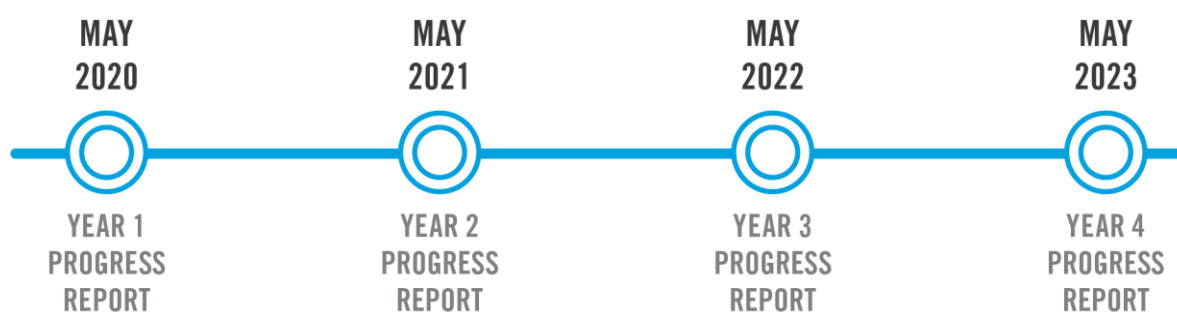 MAY
2020
YEAR 1
PROGRESS
REPORT
MAY
2021
YEAR 2
PROGRESS
REPORT
MAY
2022
YEAR 3
PROGRESS
REPORT
MAY
2023
YEAR 4
PROGRESS
REPORT